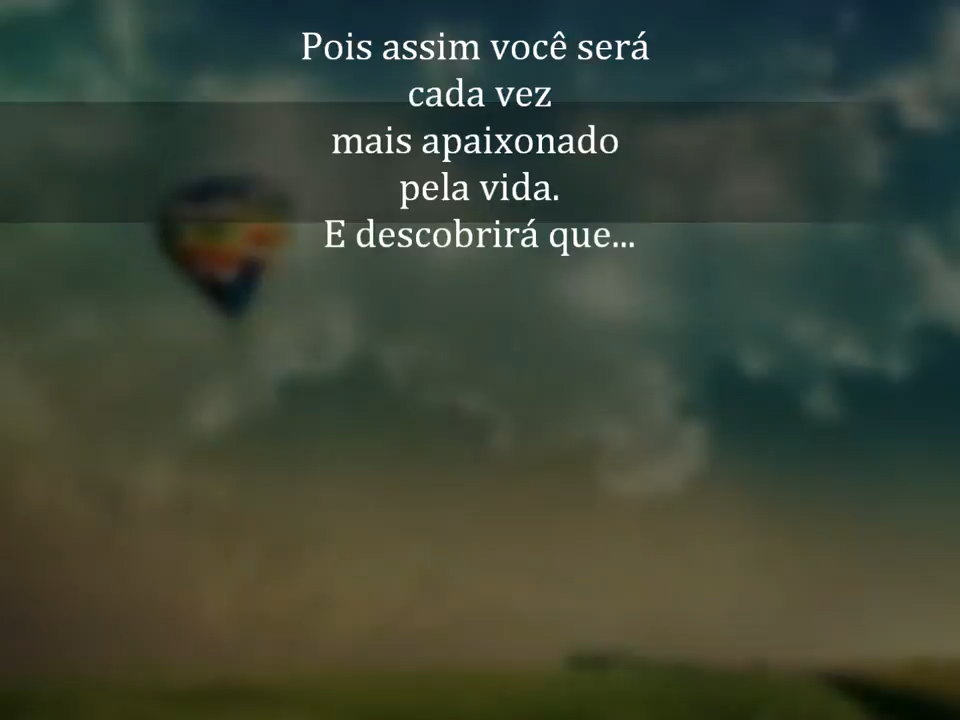 Pois assim você será
cada vez
mais apaixonado
pela vida.
E descobrirá que...